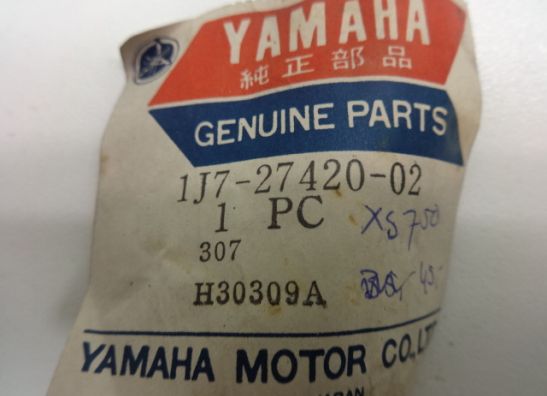 YAMAHA
純正部品
GENUINE PARTS
1J7-27420-02
1 PC
XS750
307
H30309A
45,-
YAMAHA MOTOR CO., LT